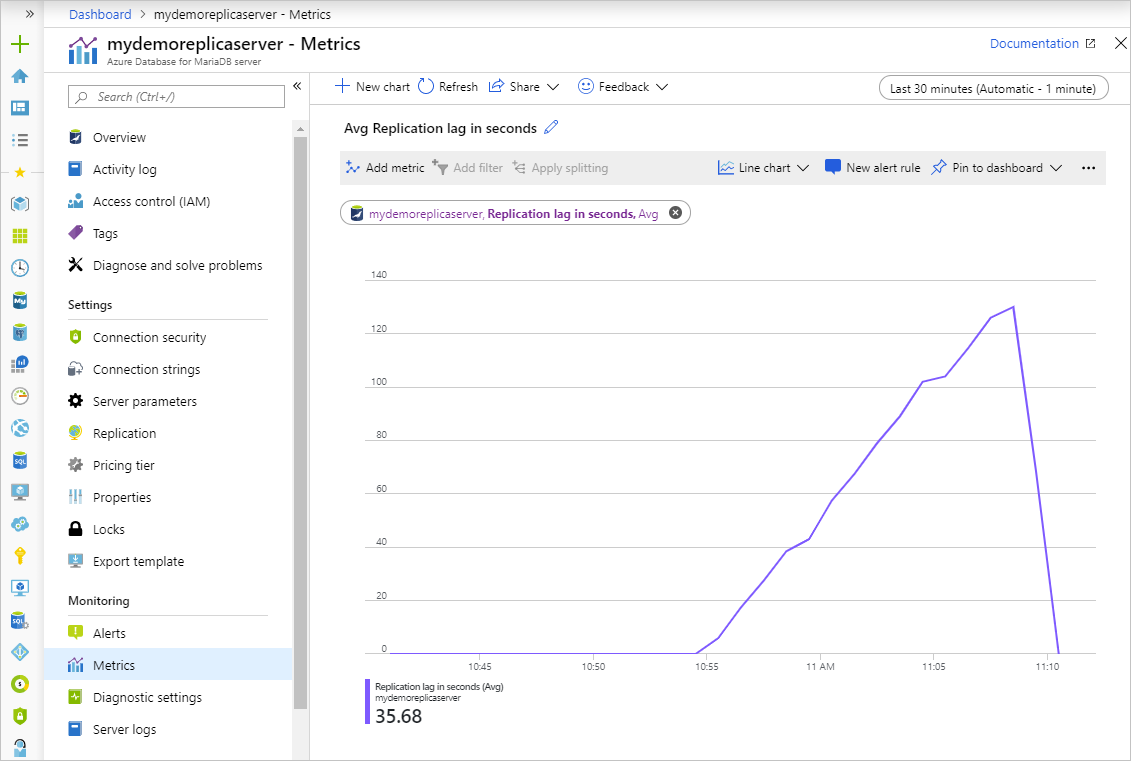 Dashboard > mydemoreplicaserver - Metrics
mydemoreplicaserver - Metrics
Azure Database for MariaDB server
Documentation
Search (Ctrl+/)
Overview
Activity log
Access control (IAM)
Tags
Diagnose and solve problems
Settings
Connection security
Connection strings
Server parameters
Replication
Pricing tier
Properties
Locks
Export template
Monitoring
Alerts
Metrics
Diagnostic settings
Server logs
New chart Refresh Share Feedback
Last 30 minutes (Automatic - 1 minute)
Avg Replication lag in seconds
Add metric Add filter Apply splitting Line chart New alert rule Pin to dashboard
mydemoreplicaserver, Replication lag in seconds, Avg
140
120
100
80
60
40
20
0
10:45 10:50 10:55 11 AM 11:05 11:10
Replication lag in seconds (Avg)
mydemoreplicaserver
35.68